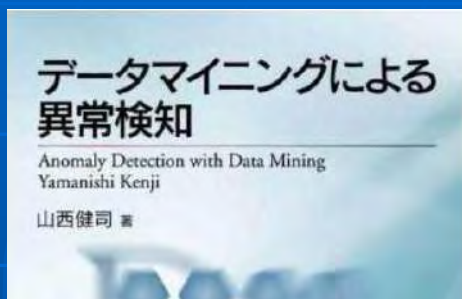 データマイニングによる
異常検知
Anomaly Detection with Data Mining
Yamanishi Kenji
山西健司 著